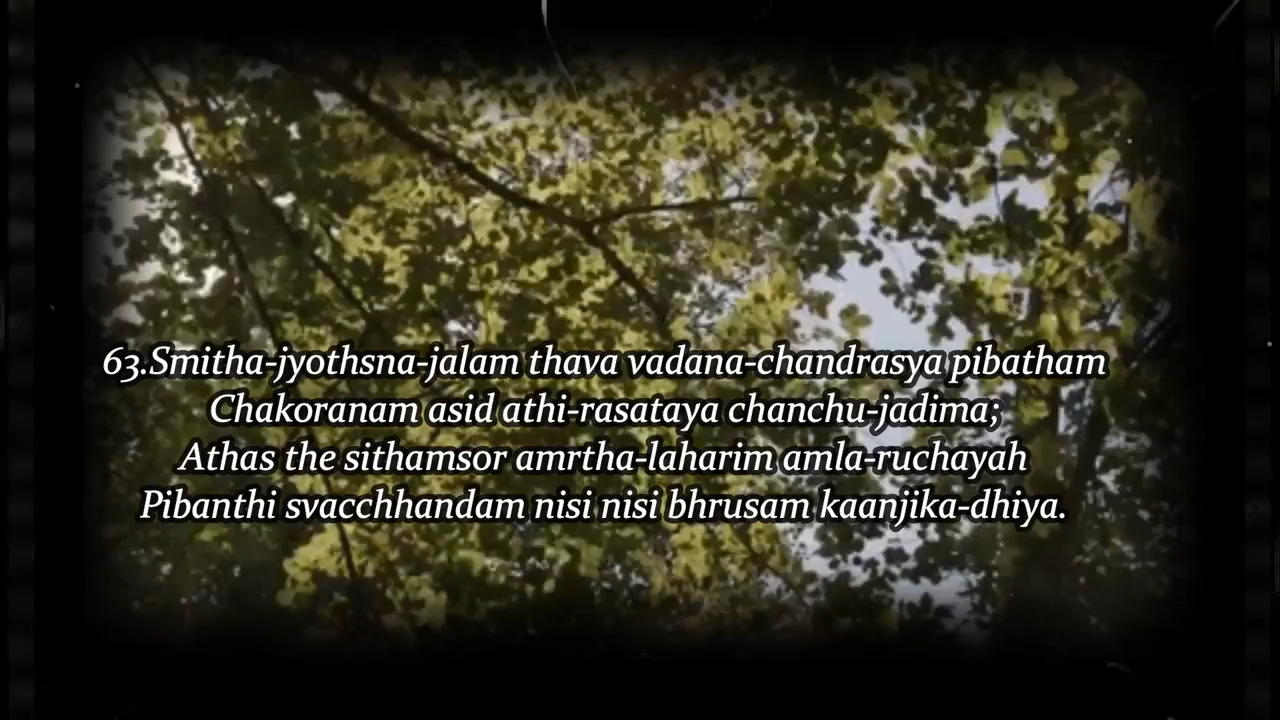 63.Smitha-jyothsna-jalam thava vadana-chandrasya pibatham
Chakoranam asid athi-rasataya chanchu-jadima;
Athas the sithamsor amrtha-laharim amla-ruchayah
Pibanthi svacchhandam nisi nisi bhrusam kaanjika-dhiya.